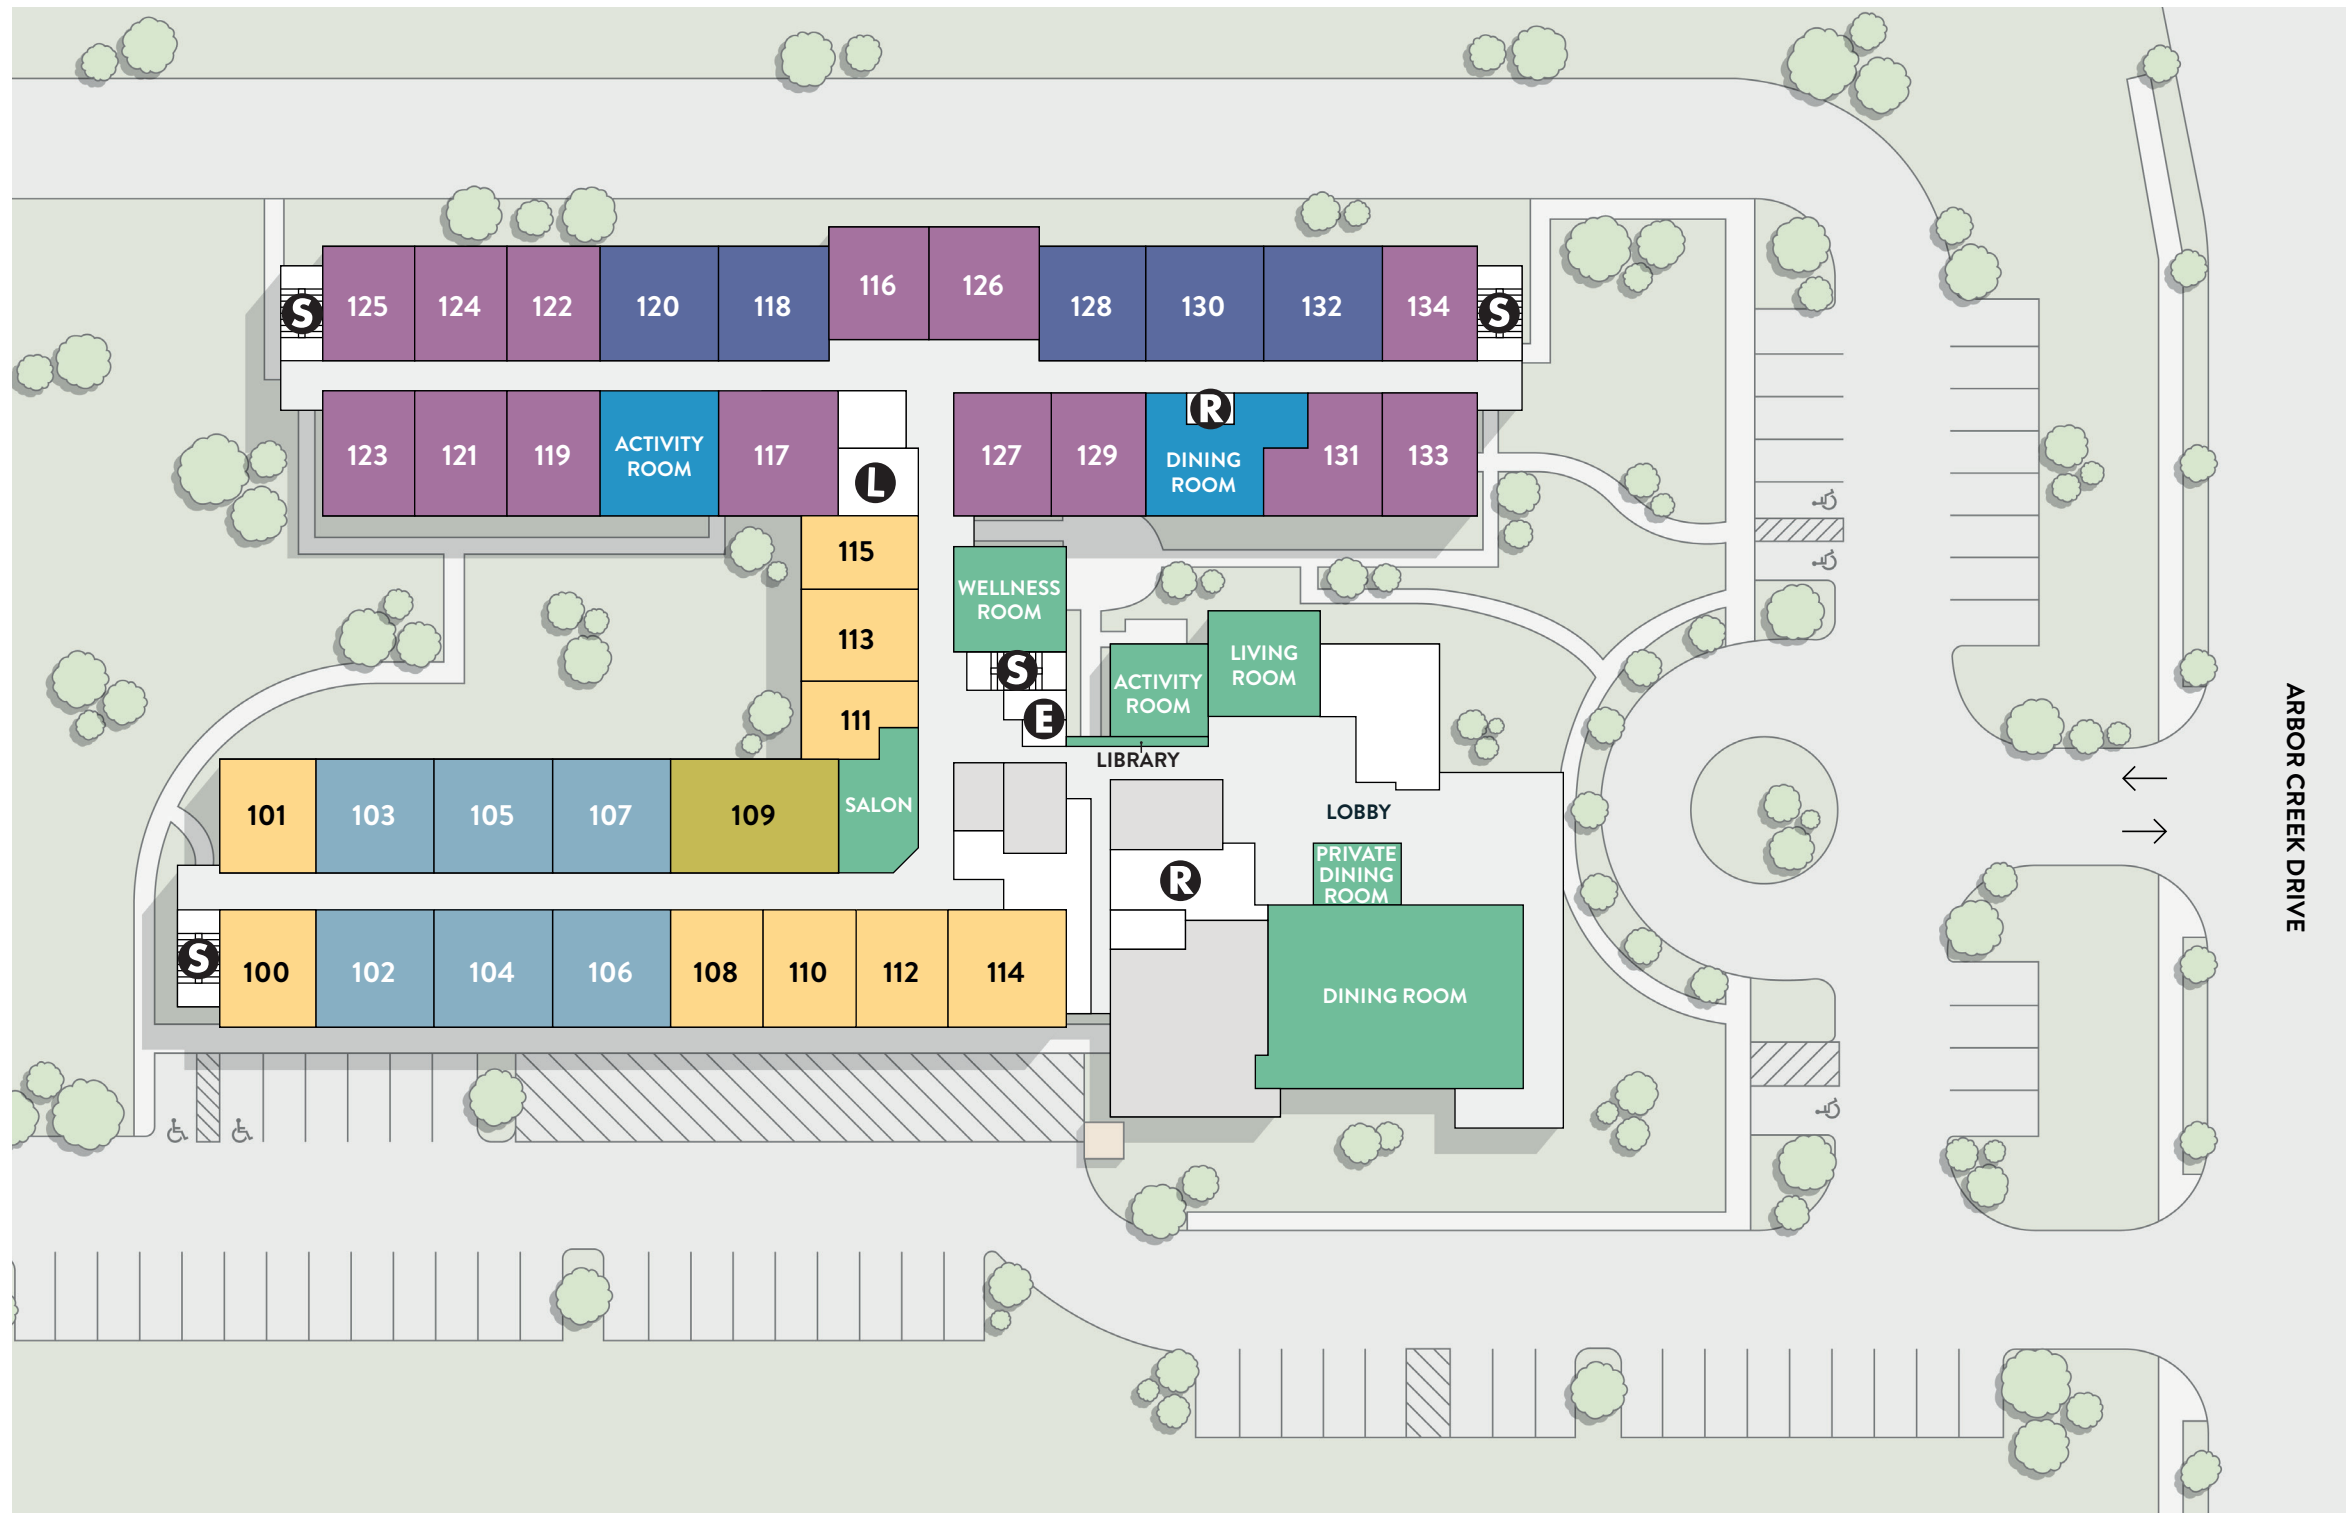 116
126
S
125
124
122
120
118
128
130
132
134
S
R
123
121
119
ACTIVITY
ROOM
117
L
127
129
DINING
ROOM
131
133
115
WELLNESS
ROOM
113
S
LIVING
ROOM
ACTIVITY
ROOM
111
E
LIBRARY
101
103
105
107
109
SALON
LOBBY
PRIVATE
DINING
ROOM
R
S
100
102
104
106
108
110
112
114
DINING ROOM
ARBOR CREEK DRIVE